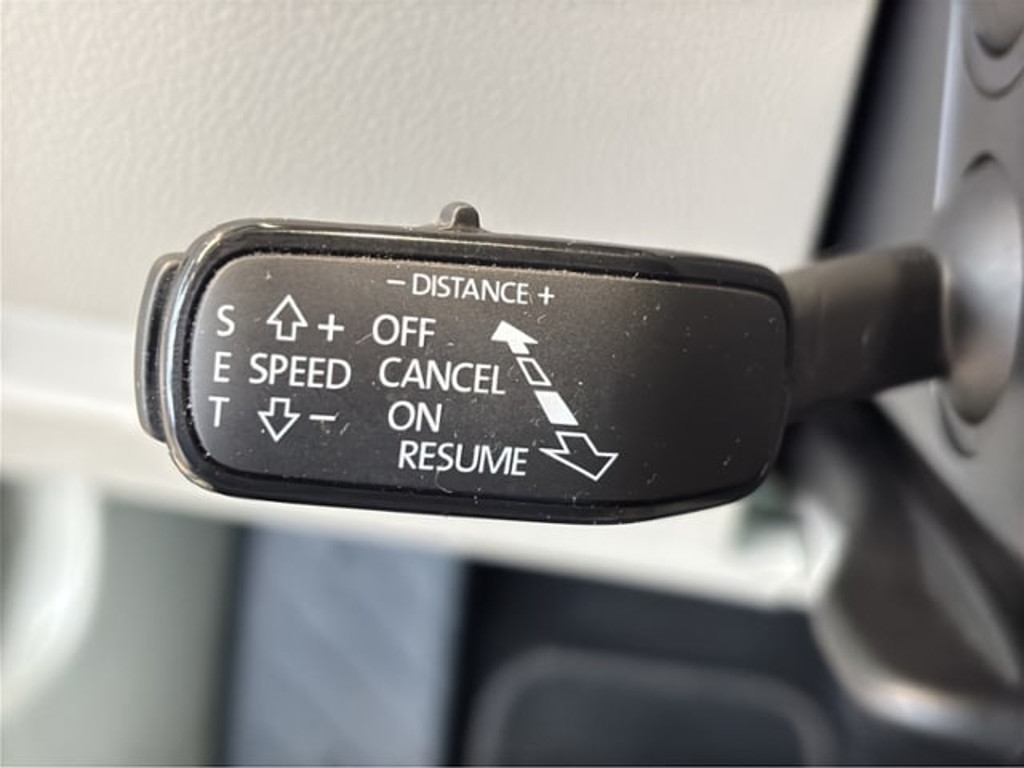 – DISTANCE +
S + OFF
E SPEED CANCEL
T – ON
RESUME